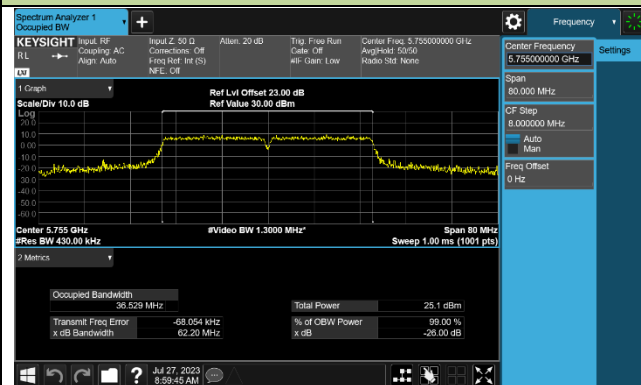 Spectrum Analyzer 1
Occupied BW
Frequency
KEYSIGHT
RL
LXI
Input: RF
Coupling: AC
Align: Auto
Input Z: 50 Ω
Corrections: Off
Freq Ref: Int (S)
NFE: Off
Atten: 20 dB
Trig: Free Run
Gate: Off
#IF Gain: Low
Center Freq: 5.755000000 GHz
Avg|Hold: 50/50
Radio Std: None
Center Frequency
5.755000000 GHz
Settings
Span
80.000 MHz
CF Step
8.000000 MHz
Auto
Man
Freq Offset
0 Hz
1 Graph
Scale/Div 10.0 dB
Ref Lvl Offset 23.00 dB
Ref Value 30.00 dBm
Log
20.0
10.0
0.00
-10.0
-20.0
-30.0
-40.0
-50.0
-60.0
Center 5.755 GHz
#Res BW 430.00 kHz
#Video BW 1.3000 MHz*
Span 80 MHz
Sweep 1.00 ms (1001 pts)
2 Metrics
Occupied Bandwidth
36.529 MHz
Total Power 25.1 dBm
Transmit Freq Error -68.054 kHz
% of OBW Power 99.00 %
x dB Bandwidth 62.20 MHz
x dB -26.00 dB
?
Jul 27, 2023
8:59:45 AM